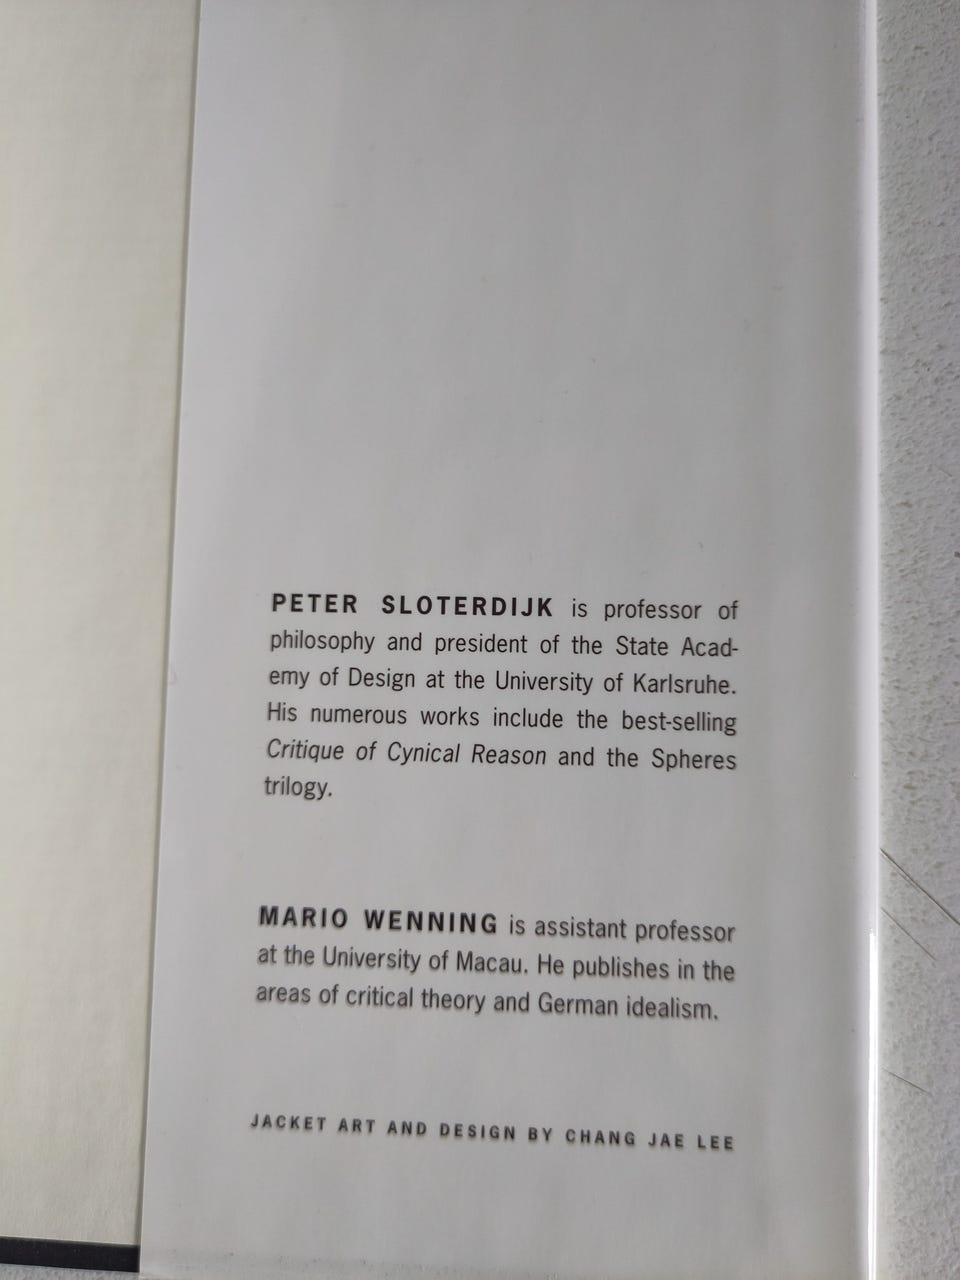 PETER SLOTERDIJK is professor of
philosophy and president of the State Acad-
emy of Design at the University of Karlsruhe.
His numerous works include the best-selling
Critique of Cynical Reason and the Spheres
trilogy.
MARIO WENNING is assistant professor
at the University of Macau. He publishes in the
areas of critical theory and German idealism.
JACKET ART AND DESIGN BY CHANG JAE LEE